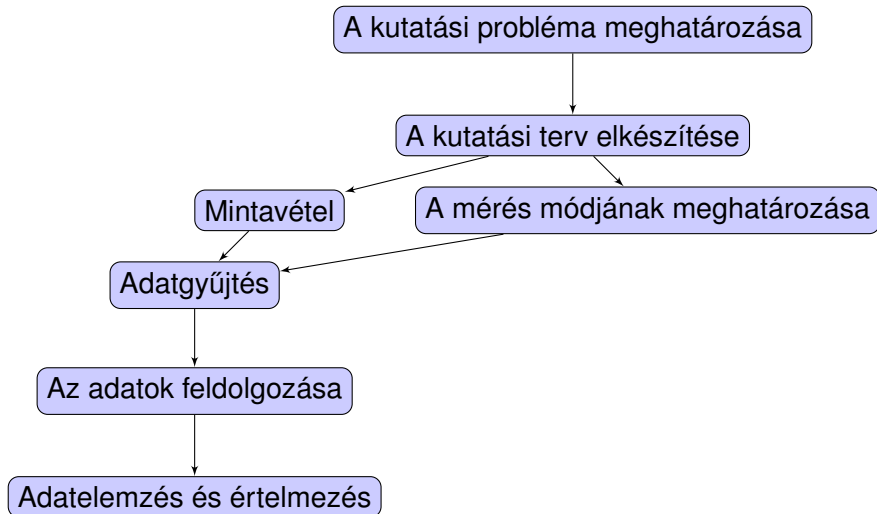 A kutatási probléma meghatározása
A kutatási terv elkészítése
Mintavétel
A mérés módjának meghatározása
Adatgyűjtés
Az adatok feldolgozása
Adatelemzés és értelmezés